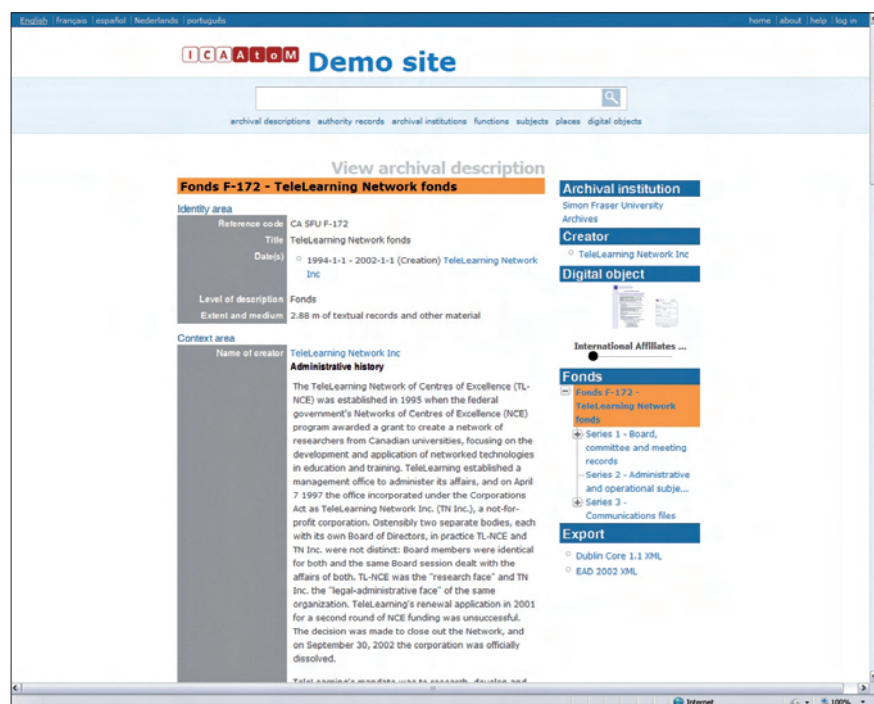 English | français | español | Nederlands | português
home | about | help | log in
ICAAtoM Demo site
archival descriptions authority records archival institutions functions subjects places digital objects
View archival description
Fonds F-172 - TeleLearning Network fonds
Identity area
Reference code CA SFU F-172
Title TeleLearning Network fonds
Date(s) 1994-1-1 - 2002-1-1 (Creation) TeleLearning Network
Inc
Level of description Fonds
Extent and medium 2.88 m of textual records and other material
Context area
Name of creator TeleLearning Network Inc
Administrative history
The TeleLearning Network of Centres of Excellence (TL-
NCE) was established in 1995 when the federal
government's Networks of Centres of Excellence (NCE)
program awarded a grant to create a network of
researchers from Canadian universities, focusing on the
development and application of networked technologies
in education and training. TeleLearning established a
management office to administer its affairs, and on April
7 1997 the office incorporated under the Corporations
Act as TeleLearning Network Inc. (TN Inc.), a not-for-
profit corporation. Ostensibly two separate bodies, each
with its own Board of Directors, in practice TL-NCE and
TN Inc. were not distinct: Board members were identical
for both and the same Board session dealt with the
affairs of both. TL-NCE was the "research face" and TN
Inc. the "legal-administrative face" of the same
organization. TeleLearning's renewal application in 2001
for a second round of NCE funding was unsuccessful.
The decision was made to close out the Network, and
on September 30, 2002 the corporation was officially
dissolved.
TeleLearning's mandate was to research, develop and
Archival institution
Simon Fraser University
Archives
Creator
TeleLearning Network Inc
Digital object
International Affiliates ...
Fonds
Fonds F-172 -
TeleLearning Network
fonds
Series 1 - Board,
committee and meeting
records
Series 2 - Administrative
and operational subje...
Series 3 -
Communications files
Export
Dublin Core 1.1 XML
EAD 2002 XML
Internet
100%